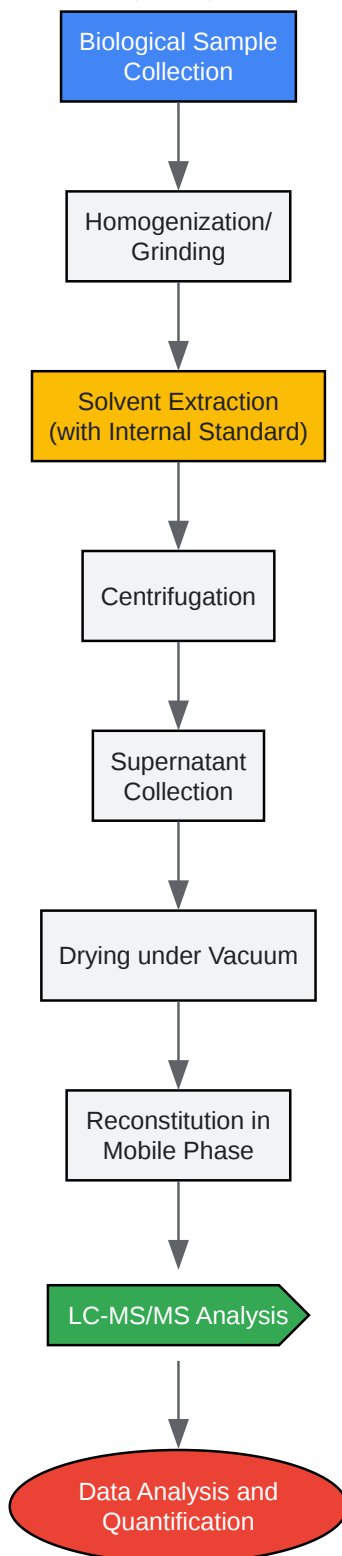 Biological Sample
Collection
Homogenization/
Grinding
Solvent Extraction
(with Internal Standard)
Centrifugation
Supernatant
Collection
Drying under Vacuum
Reconstitution in
Mobile Phase
LC-MS/MS Analysis
Data Analysis and
Quantification